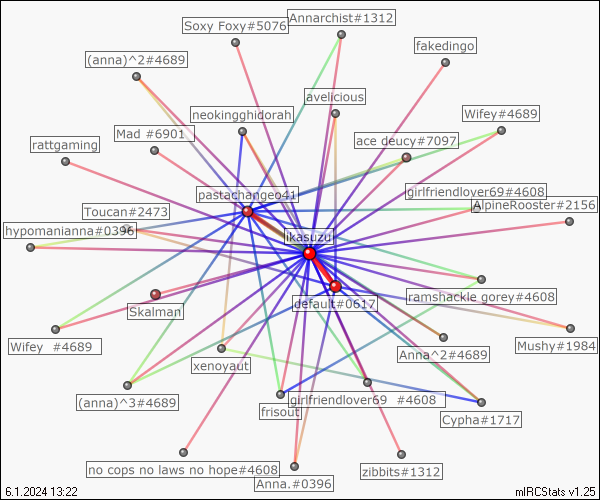 Annarchist#1312
Soxy Foxy#5076
fakedingo
(anna)^2#4689
avelicious
neokingghidorah
Wifey#4689
Mad #6901
ace deucy#7097
rattgaming
pastachangeo41
girlfriendlover69#4608
AlpineRooster#2156
Toucan#2473
hypomanianna#0396
ikasuzu
default#0617
ramshackle gorey#4608
Skalman
Wifey #4689
Mushy#1984
Anna^2#4689
xenoyaut
(anna)^3#4689
girlfriendlover69 #4608
frisout
Cypha#1717
no cops no laws no hope#4608
zibbits#1312
Anna.#0396
6.1.2024 13:22
mIRCStats v1.25